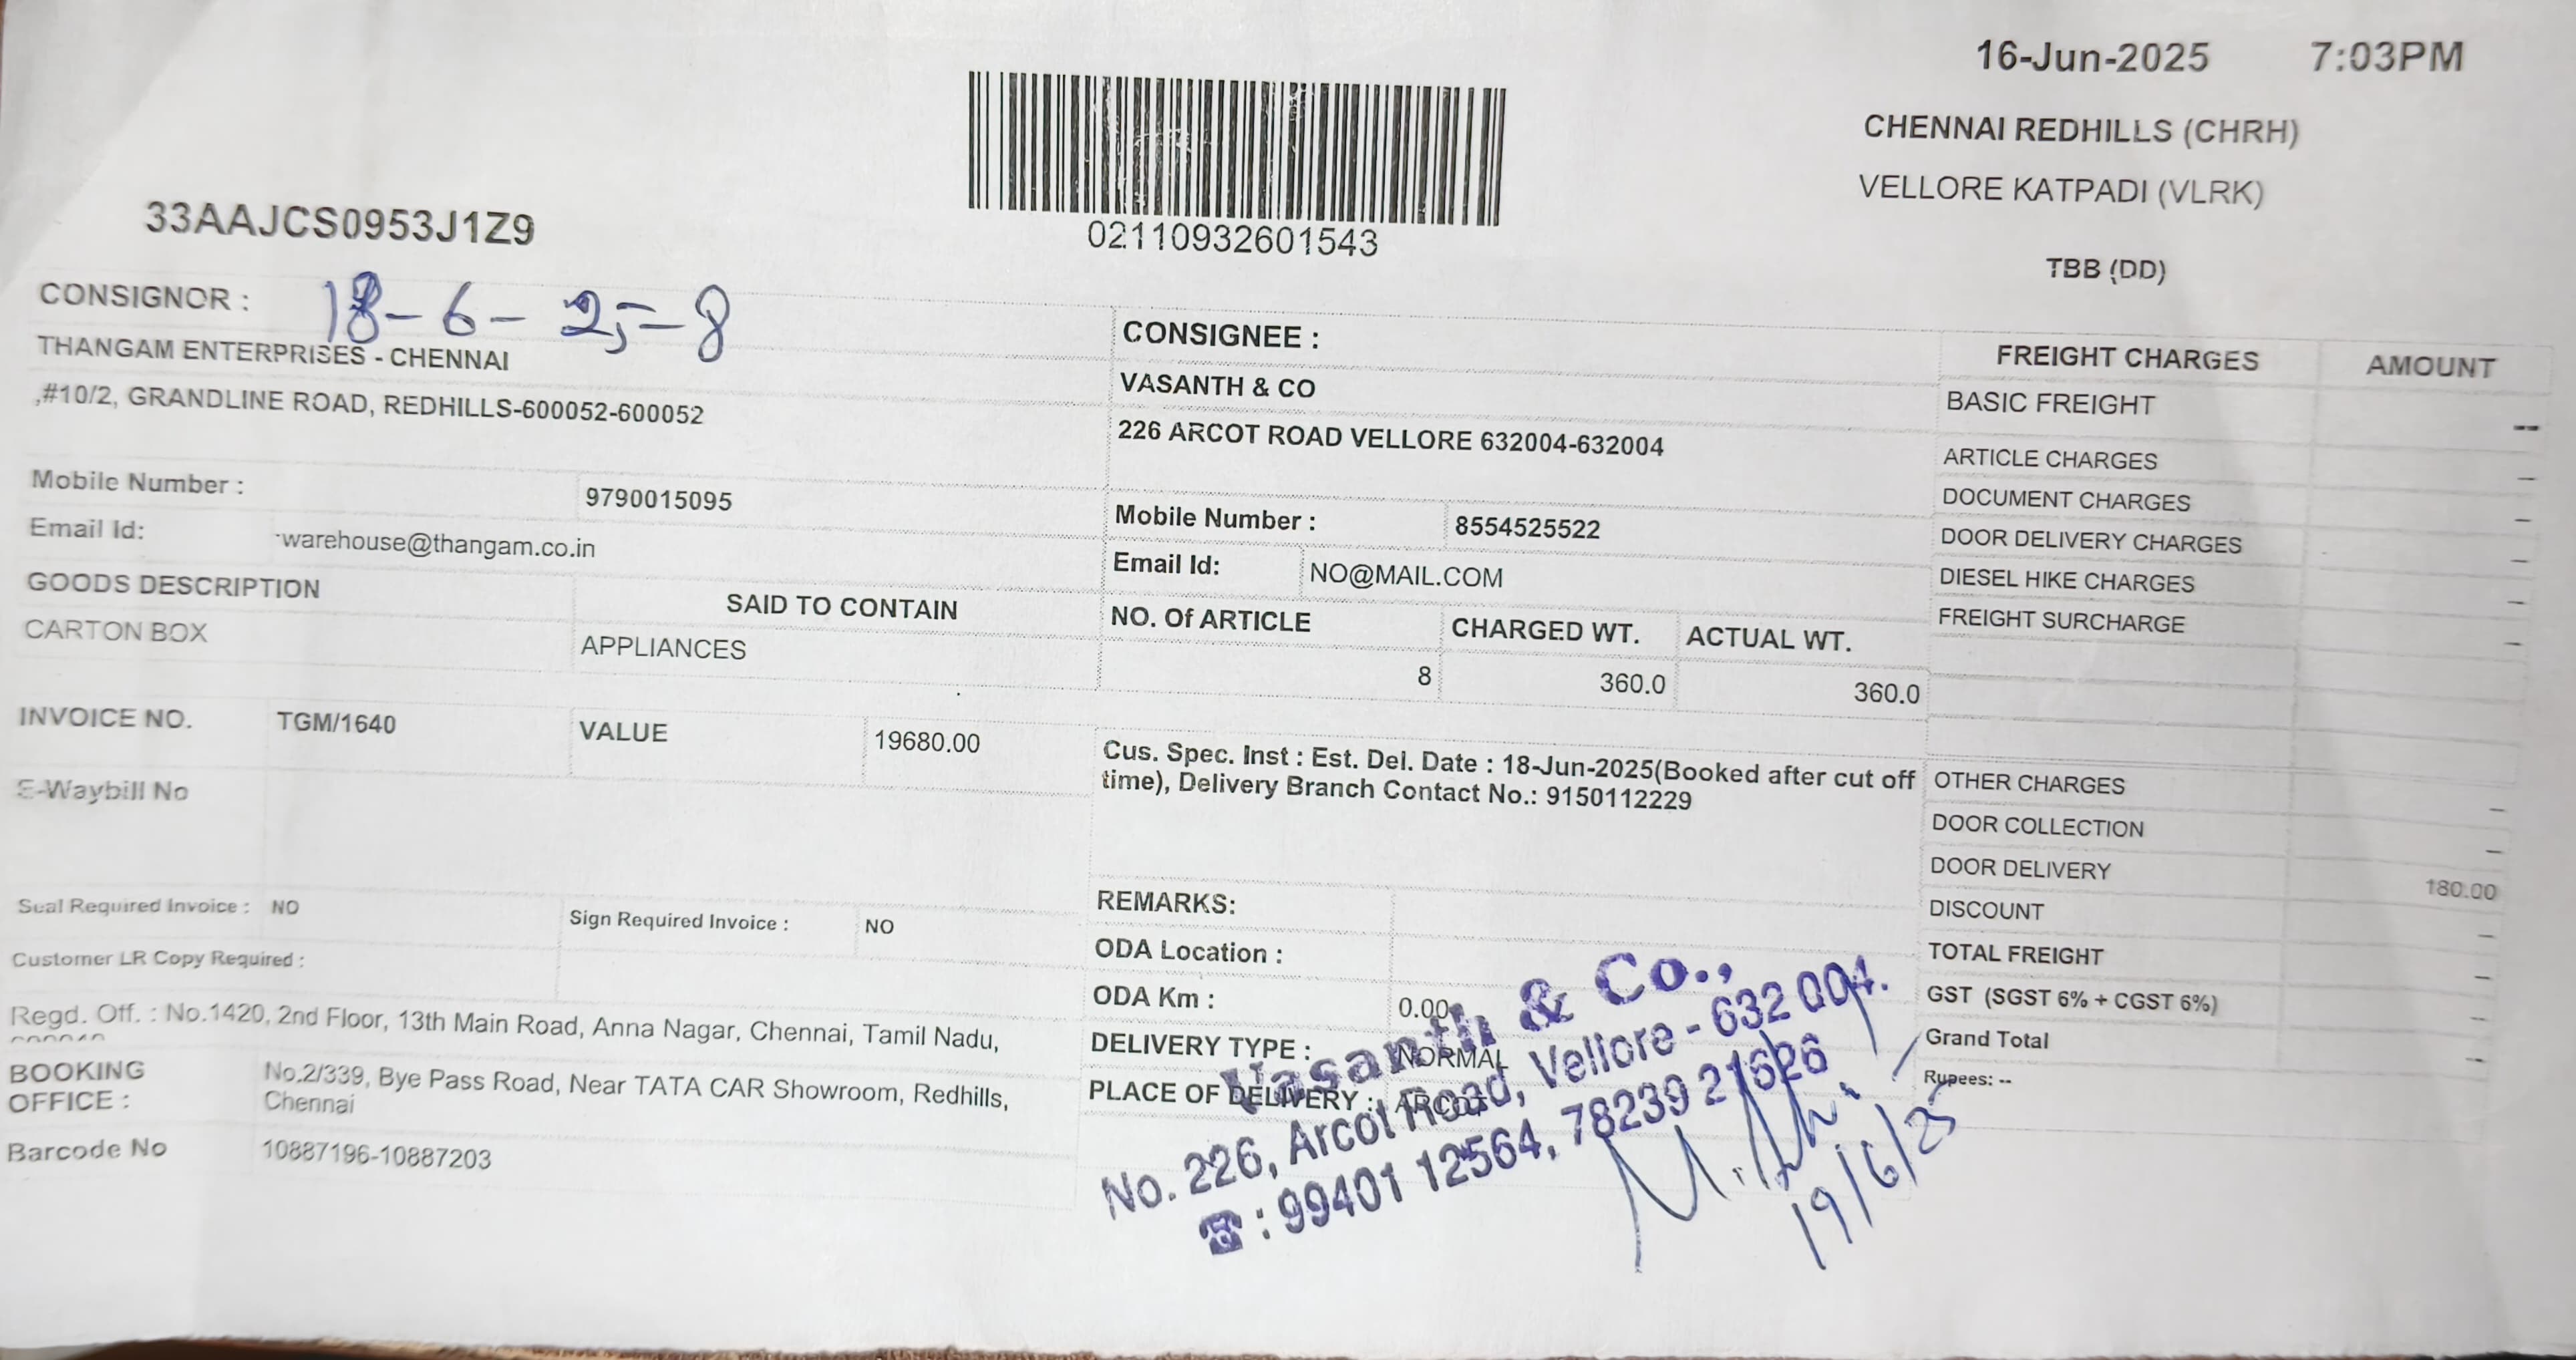 16-Jun-2025 7:03PM
CHENNAI REDHILLS (CHRH)
VELLORE KATPADI (VLRK)
TBB (DD)
33AAJCS0953J1Z9
02110932601543
CONSIGNOR : 18-6-25-8
THANGAM ENTERPRISES - CHENNAI
,#10/2, GRANDLINE ROAD, REDHILLS-600052-600052
Mobile Number : 9790015095
Email Id: warehouse@thangam.co.in
CONSIGNEE :
VASANTH & CO
226 ARCOT ROAD VELLORE 632004-632004
Mobile Number : 8554525522
Email Id: NO@MAIL.COM
GOODS DESCRIPTION SAID TO CONTAIN NO. Of ARTICLE CHARGED WT. ACTUAL WT.
CARTON BOX APPLIANCES 8 360.0 360.0
INVOICE NO. TGM/1640 VALUE 19680.00
E-Waybill No
Cus. Spec. Inst : Est. Del. Date : 18-Jun-2025(Booked after cut off
time), Delivery Branch Contact No.: 9150112229
Seal Required Invoice : NO Sign Required Invoice : NO
Customer LR Copy Required :
Regd. Off. : No.1420, 2nd Floor, 13th Main Road, Anna Nagar, Chennai, Tamil Nadu,
BOOKING OFFICE : No.2/339, Bye Pass Road, Near TATA CAR Showroom, Redhills,
Chennai
Barcode No 10887196-10887203
REMARKS:
ODA Location :
ODA Km : 0.00
DELIVERY TYPE : NORMAL
PLACE OF DELIVERY : ARCOT
FREIGHT CHARGES AMOUNT
BASIC FREIGHT --
ARTICLE CHARGES --
DOCUMENT CHARGES --
DOOR DELIVERY CHARGES --
DIESEL HIKE CHARGES --
FREIGHT SURCHARGE --
OTHER CHARGES --
DOOR COLLECTION --
DOOR DELIVERY 180.00
DISCOUNT --
TOTAL FREIGHT --
GST (SGST 6% + CGST 6%) --
Grand Total --
Rupees: --
Vasanth & Co.,
No. 226, Arcot Road, Vellore - 632 004.
☎ : 99401 12564, 78239 21626
19/6/25